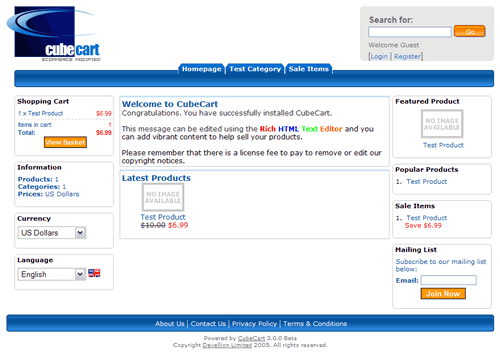 cubecart
ECOMMERCE MODIFIED
Search for:
Go
Welcome Guest
[Login | Register]
Homepage Test Category Sale Items
Shopping Cart
1 x Test Product $6.99
Items in cart: 1
Total: $6.99
View Basket
Information
Products: 1
Categories: 1
Prices: US Dollars
Currency
US Dollars
Language
English
Welcome to CubeCart
Congratulations. You have successfully installed CubeCart.
This message can be edited using the Rich HTML Text Editor and you
can add vibrant content to help sell your products.
Please remember that there is a license fee to pay to remove or edit our
copyright notices.
Latest Products
NO IMAGE
AVAILABLE
Test Product
$10.00 $6.99
Featured Product
NO IMAGE
AVAILABLE
Test Product
Popular Products
1. Test Product
Sale Items
1. Test Product
Save $6.99
Mailing List
Subscribe to our mailing list
below:
Email:
Join Now
About Us | Contact Us | Privacy Policy | Terms & Conditions
Powered by CubeCart 3.0.0 Beta
Copyright Devellion Limited 2005. All rights reserved.